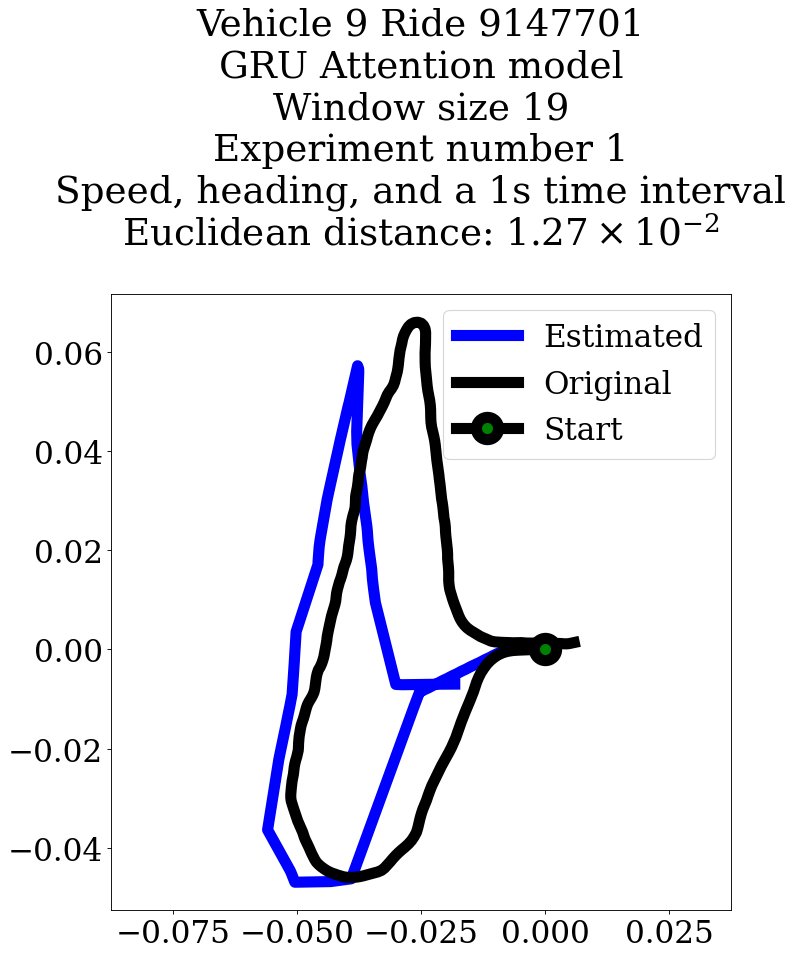 Vehicle 9 Ride 9147701
GRU Attention model
Window size 19
Experiment number 1
Speed, heading, and a 1s time interval
Euclidean distance: 1.27 × 10⁻²
Estimated
Original
Start
0.06
0.04
0.02
0.00
−0.02
−0.04
−0.075 −0.050 −0.025 0.000 0.025